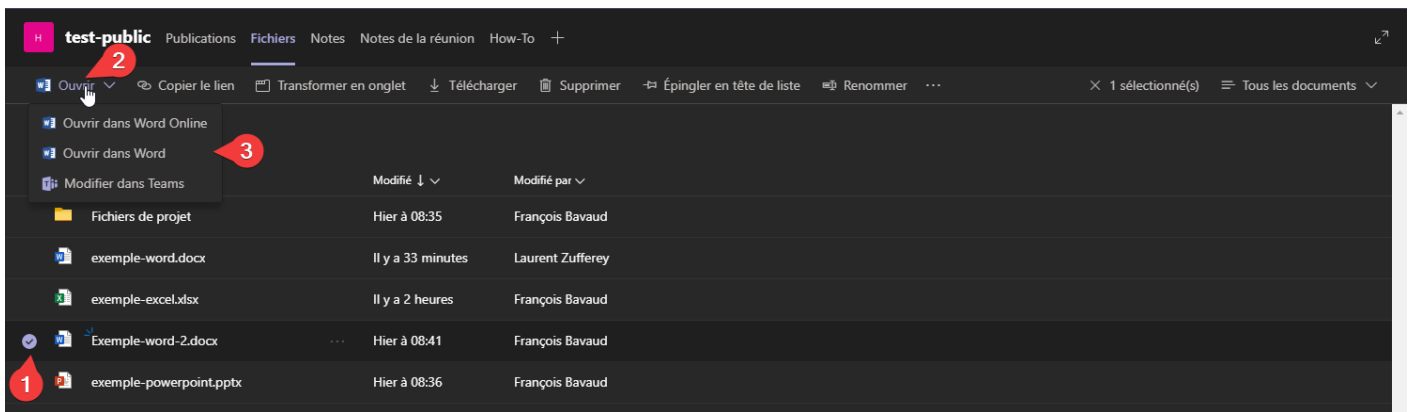 H test-public Publications Fichiers Notes Notes de la réunion How-To
2
Ouvrir Copier le lien Transformer en onglet Télécharger Supprimer Épingler en tête de liste Renommer ... 1 sélectionné(s) Tous les documents
Ouvrir dans Word Online
Ouvrir dans Word 3
Modifier dans Teams
Modifié Modifié par
Fichiers de projet Hier à 08:35 François Bavaud
exemple-word.docx Il y a 33 minutes Laurent Zufferey
exemple-excel.xlsx Il y a 2 heures François Bavaud
Exemple-word-2.docx ... Hier à 08:41 François Bavaud
1 exemple-powerpoint.pptx Hier à 08:36 François Bavaud